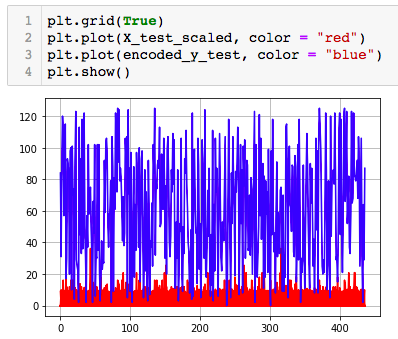 1 plt.grid(True)
2 plt.plot(X_test_scaled, color = "red")
3 plt.plot(encoded_y_test, color = "blue")
4 plt.show()
120
100
80
60
40
20
0
0 100 200 300 400